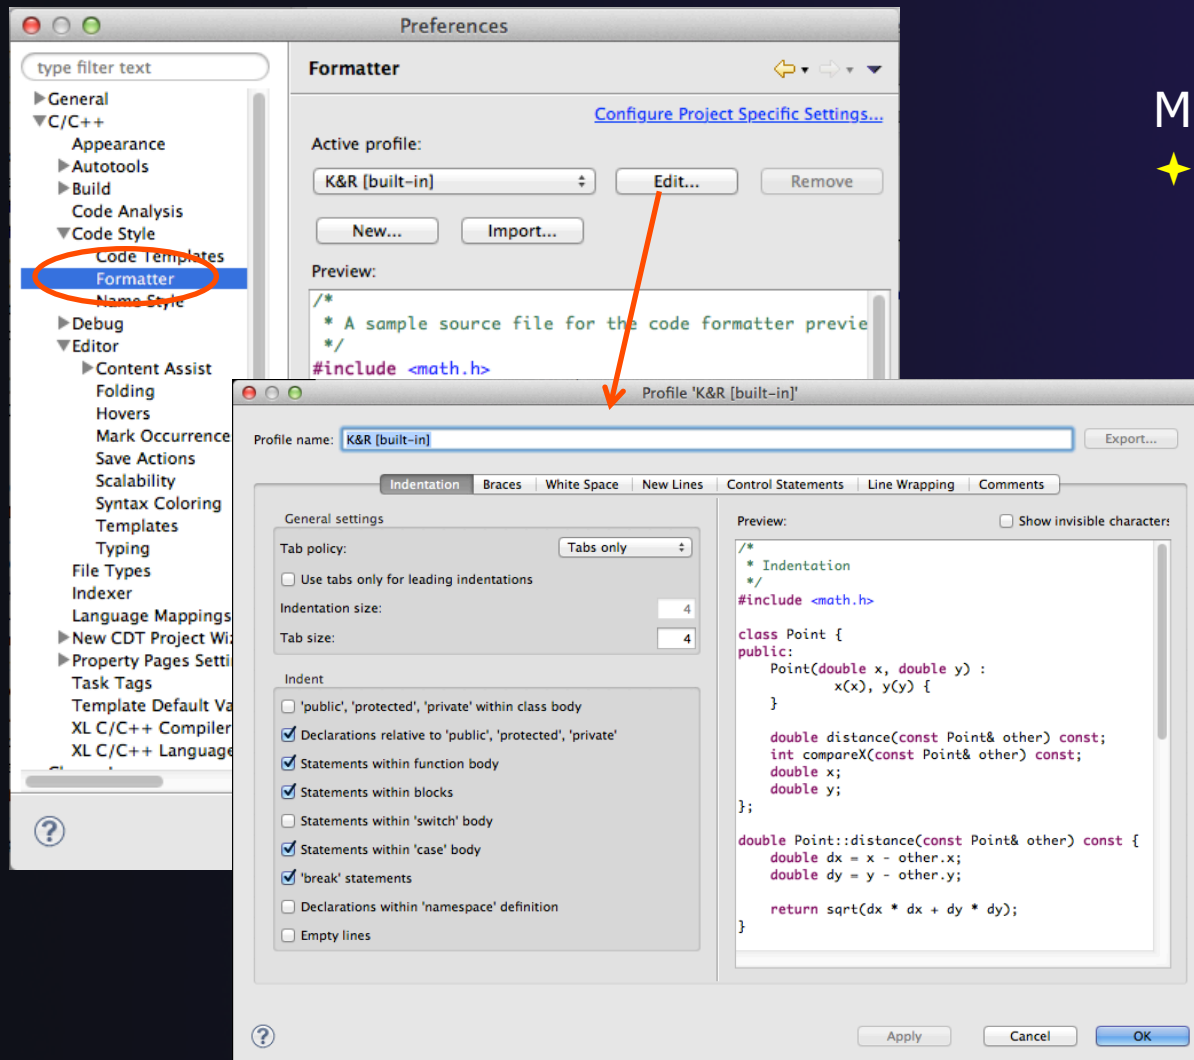 Preferences
type filter text
General
C/C++
Appearance
Autotools
Build
Code Analysis
Code Style
Code Templates
Formatter
Name Style
Debug
Editor
Content Assist
Folding
Hovers
Mark Occurrence
Save Actions
Scalability
Syntax Coloring
Templates
Typing
File Types
Indexer
Language Mappings
New CDT Project Wi
Property Pages Setti
Task Tags
Template Default Va
XL C/C++ Compiler
XL C/C++ Language
Formatter
Configure Project Specific Settings...
Active profile:
K&R [built-in]
Edit...
Remove
New...
Import...
Preview:
/*
* A sample source file for the code formatter previe
*/
#include <math.h>
M
Profile 'K&R [built-in]'
Profile name:
K&R [built-in]
Export...
Indentation
Braces
White Space
New Lines
Control Statements
Line Wrapping
Comments
General settings
Tab policy:
Tabs only
Use tabs only for leading indentations
Indentation size:
4
Tab size:
4
Indent
'public', 'protected', 'private' within class body
Declarations relative to 'public', 'protected', 'private'
Statements within function body
Statements within blocks
Statements within 'switch' body
Statements within 'case' body
'break' statements
Declarations within 'namespace' definition
Empty lines
Preview:
Show invisible characters
/*
* Indentation
*/
#include <math.h>
class Point {
public:
Point(double x, double y) :
x(x), y(y) {
}
double distance(const Point& other) const;
int compareX(const Point& other) const;
double x;
double y;
};
double Point::distance(const Point& other) const {
double dx = x - other.x;
double dy = y - other.y;
return sqrt(dx * dx + dy * dy);
}
?
?
Apply
Cancel
OK